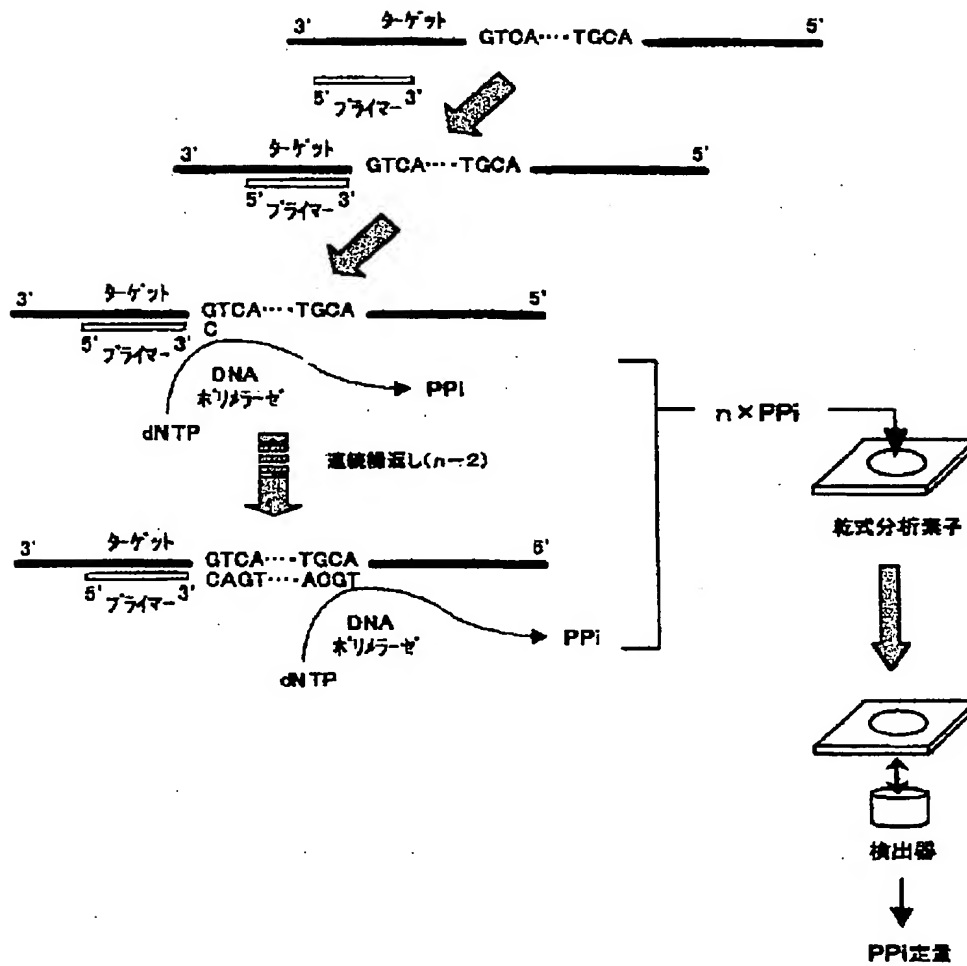 3' ターゲット GTCA････TGCA 5'
5' プライマー 3'
3' ターゲット GTCA････TGCA 5'
5' プライマー 3'
3' ターゲット GTCA････TGCA 5'
5' プライマー 3' C
DNA
ポリメラーゼ
PPi
dNTP
n×PPi
連続繰返し(n-2)
乾式分析素子
3' ターゲット GTCA････TGCA 5'
5' プライマー 3' CAGT････ACGT
DNA
ポリメラーゼ
PPi
dNTP
検出器
PPi定量